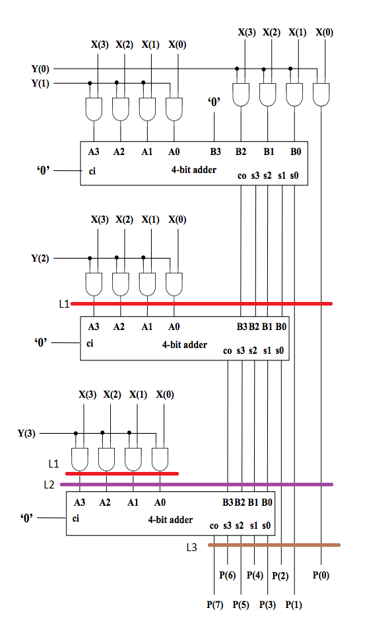 X(3) X(2) X(1) X(0)
X(3) X(2) X(1) X(0)
Y(0)
Y(1)
‘0’
A3 A2 A1 A0 B3 B2 B1 B0
‘0’ ci 4-bit adder co s3 s2 s1 s0
X(3) X(2) X(1) X(0)
Y(2)
L1
A3 A2 A1 A0 B3 B2 B1 B0
‘0’ ci 4-bit adder co s3 s2 s1 s0
X(3) X(2) X(1) X(0)
Y(3)
L1
L2
A3 A2 A1 A0 B3 B2 B1 B0
‘0’ ci 4-bit adder co s3 s2 s1 s0
L3
P(6) P(4) P(2) P(0)
P(7) P(5) P(3) P(1)